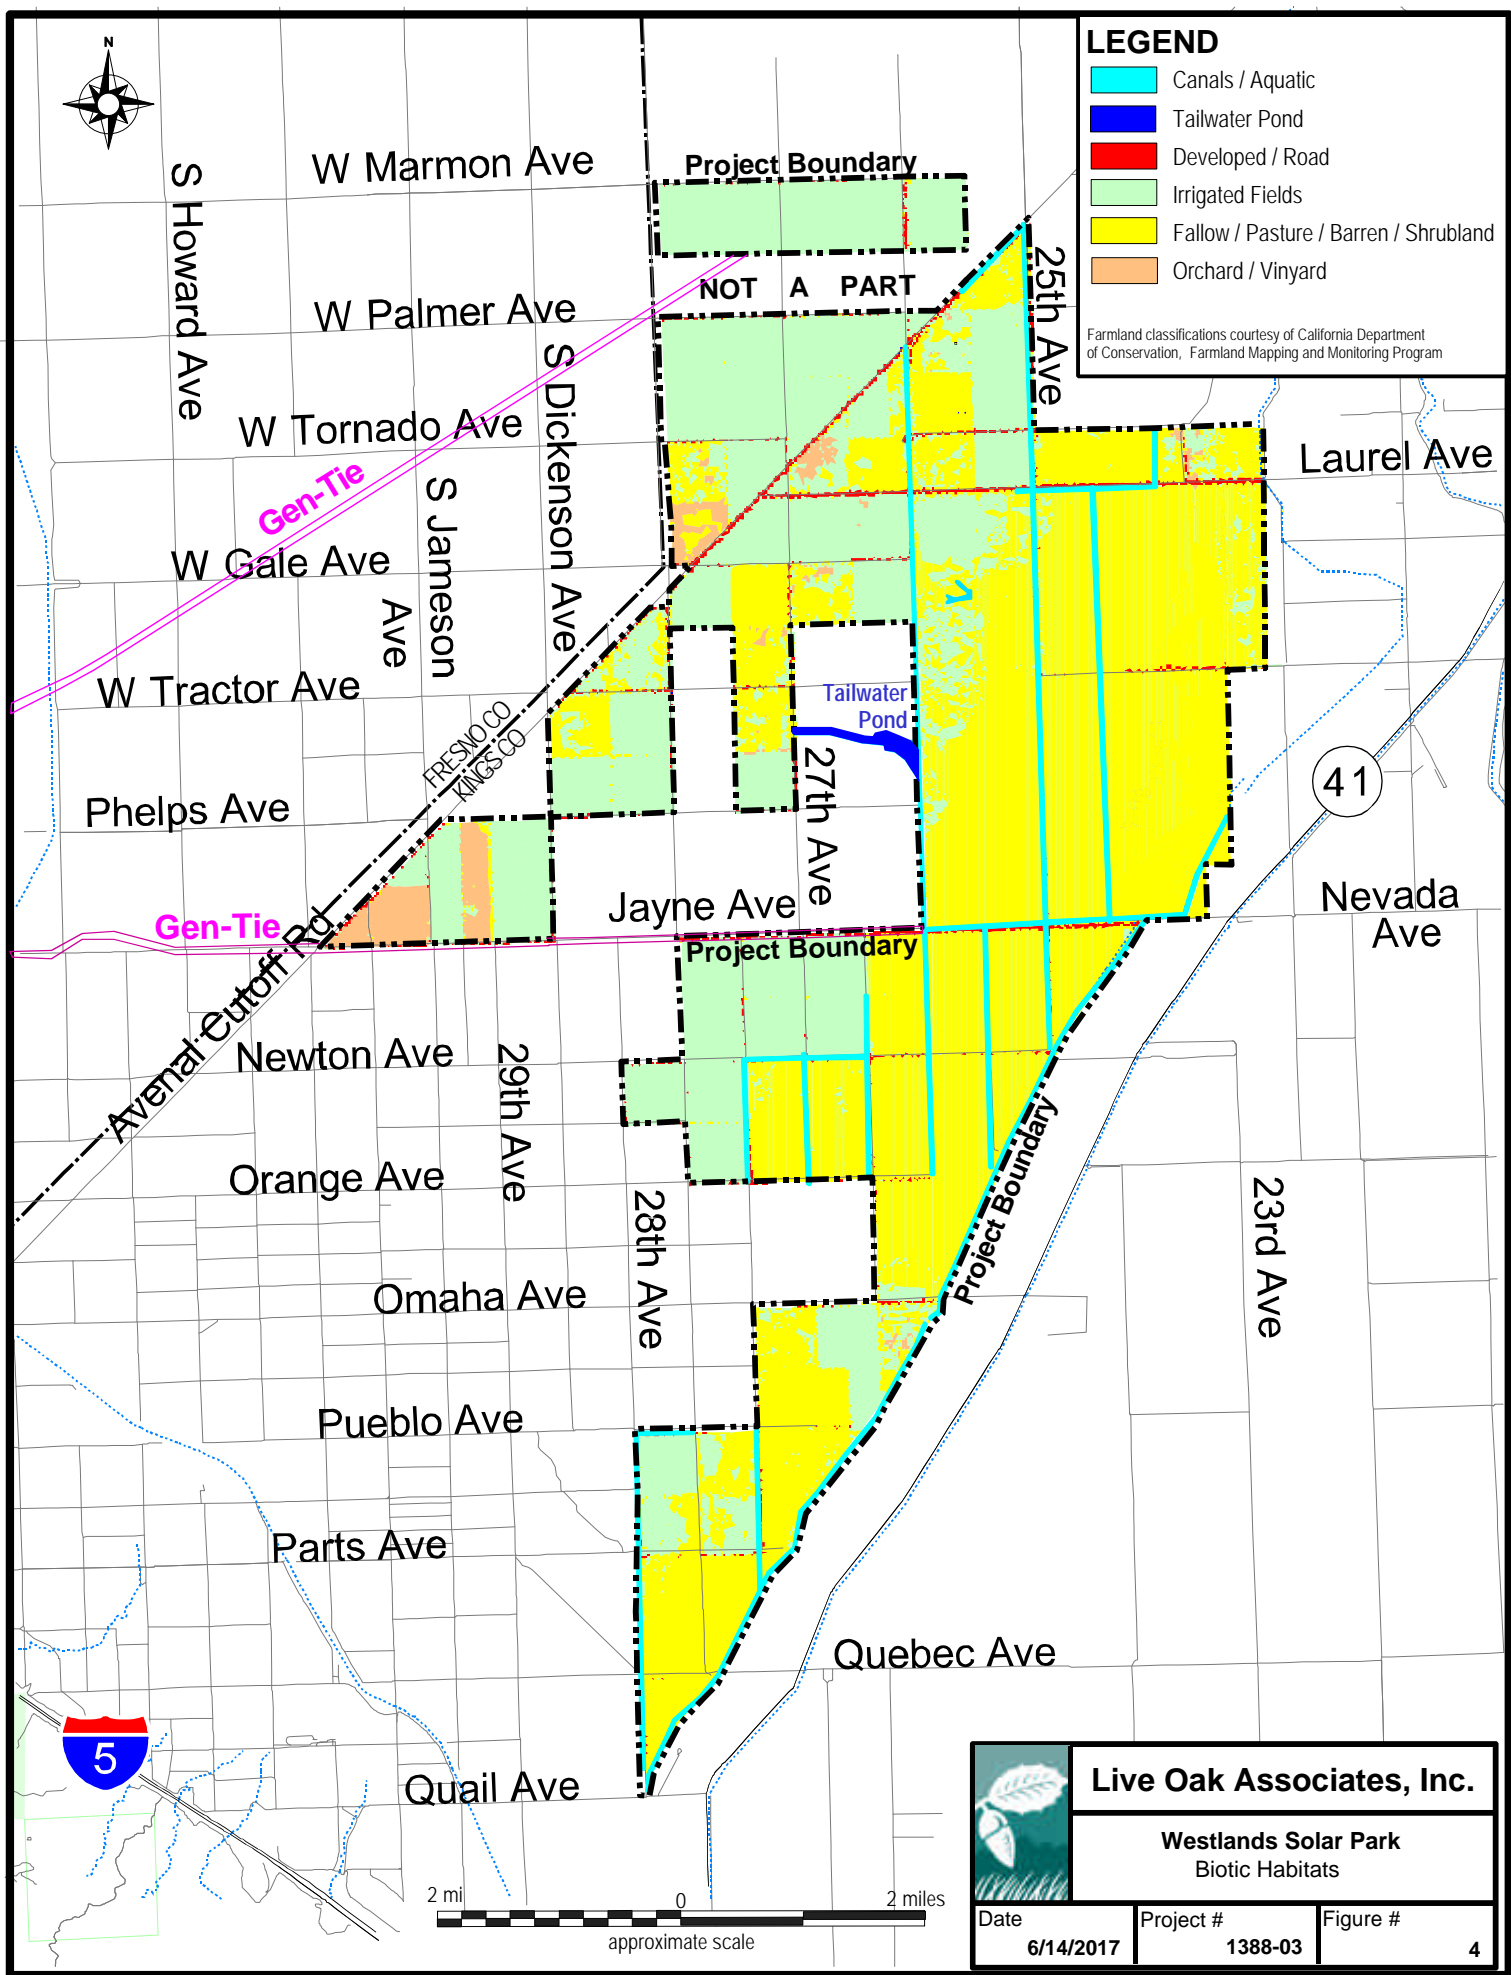 N
LEGEND
Canals / Aquatic
Tailwater Pond
Developed / Road
Irrigated Fields
Fallow / Pasture / Barren / Shrubland
Orchard / Vinyard
Farmland classifications courtesy of California Department
of Conservation, Farmland Mapping and Monitoring Program
W Marmon Ave
Project Boundary
S Howard Ave
NOT A PART
25th Ave
W Palmer Ave
S Dickenson Ave
W Tornado Ave
Laurel Ave
Gen-Tie
S Jameson
Ave
W Gale Ave
W Tractor Ave
Tailwater
Pond
FRESNO CO
KINGS CO
27th Ave
41
Phelps Ave
Jayne Ave
Nevada
Ave
Gen-Tie
Project Boundary
Avenal Cutoff Rd
Newton Ave
29th Ave
Project Boundary
Orange Ave
28th Ave
23rd Ave
Omaha Ave
Pueblo Ave
Parts Ave
Quebec Ave
5
Quail Ave
2 mi
0
2 miles
approximate scale
Live Oak Associates, Inc.
Westlands Solar Park
Biotic Habitats
Date
6/14/2017
Project #
1388-03
Figure #
4